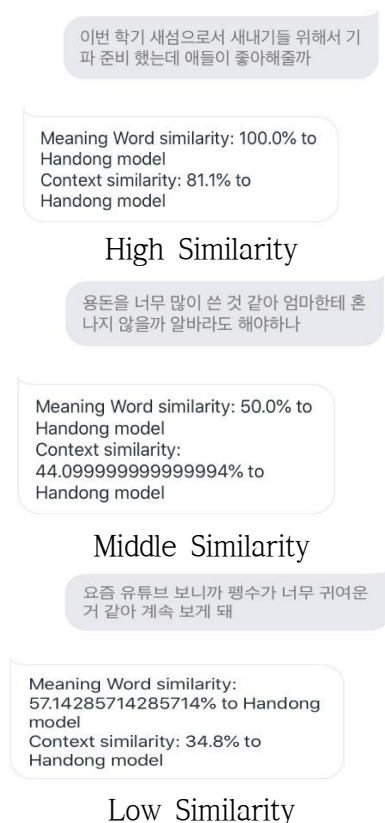 이번 학기 새섬으로서 새내기들 위해서 기
파 준비 했는데 애들이 좋아해줄까
Meaning Word similarity: 100.0% to
Handong model
Context similarity: 81.1% to
Handong model
High Similarity
용돈을 너무 많이 쓴 것 같아 엄마한테 혼
나지 않을까 알바라도 해야하나
Meaning Word similarity: 50.0% to
Handong model
Context similarity:
44.099999999999994% to
Handong model
Middle Similarity
요즘 유튜브 보니까 펭수가 너무 귀여운
거 같아 계속 보게 돼
Meaning Word similarity:
57.14285714285714% to Handong
model
Context similarity: 34.8% to
Handong model
Low Similarity